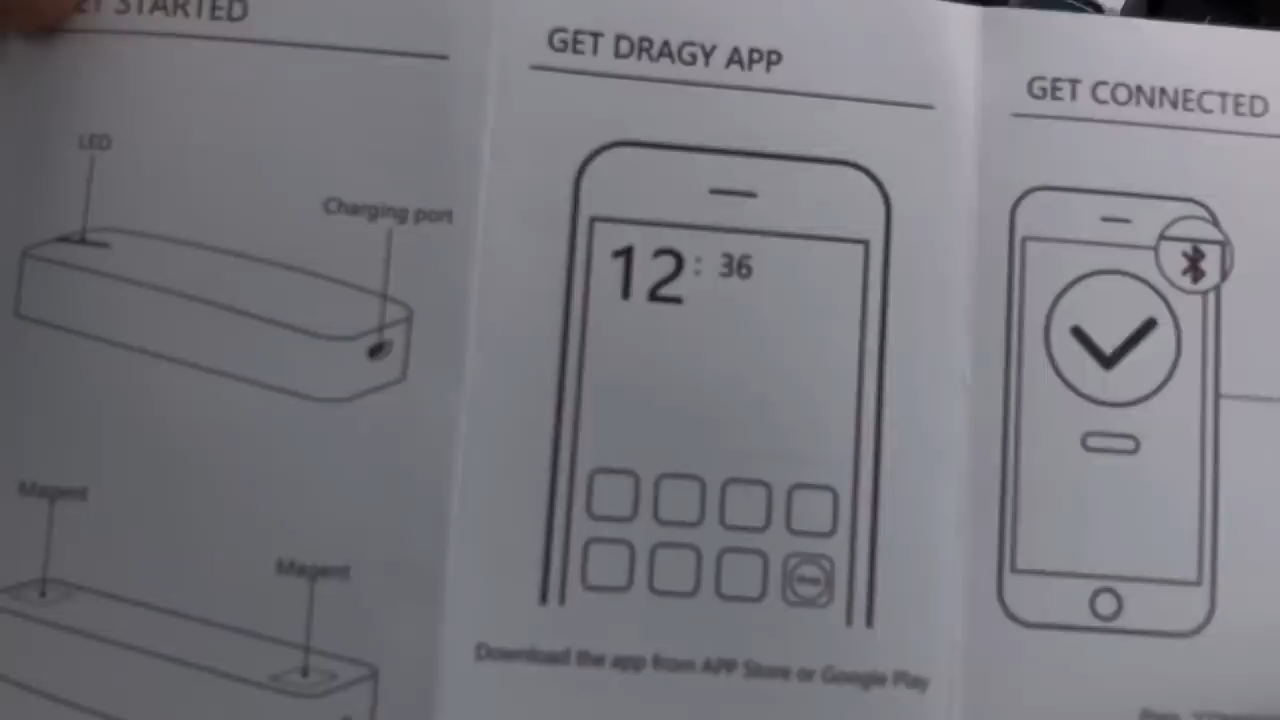 GET STARTED
LED
Charging port
Magent
Magent
GET DRAGY APP
12 : 36
Download the app from APP Store or Google Play
GET CONNECTED